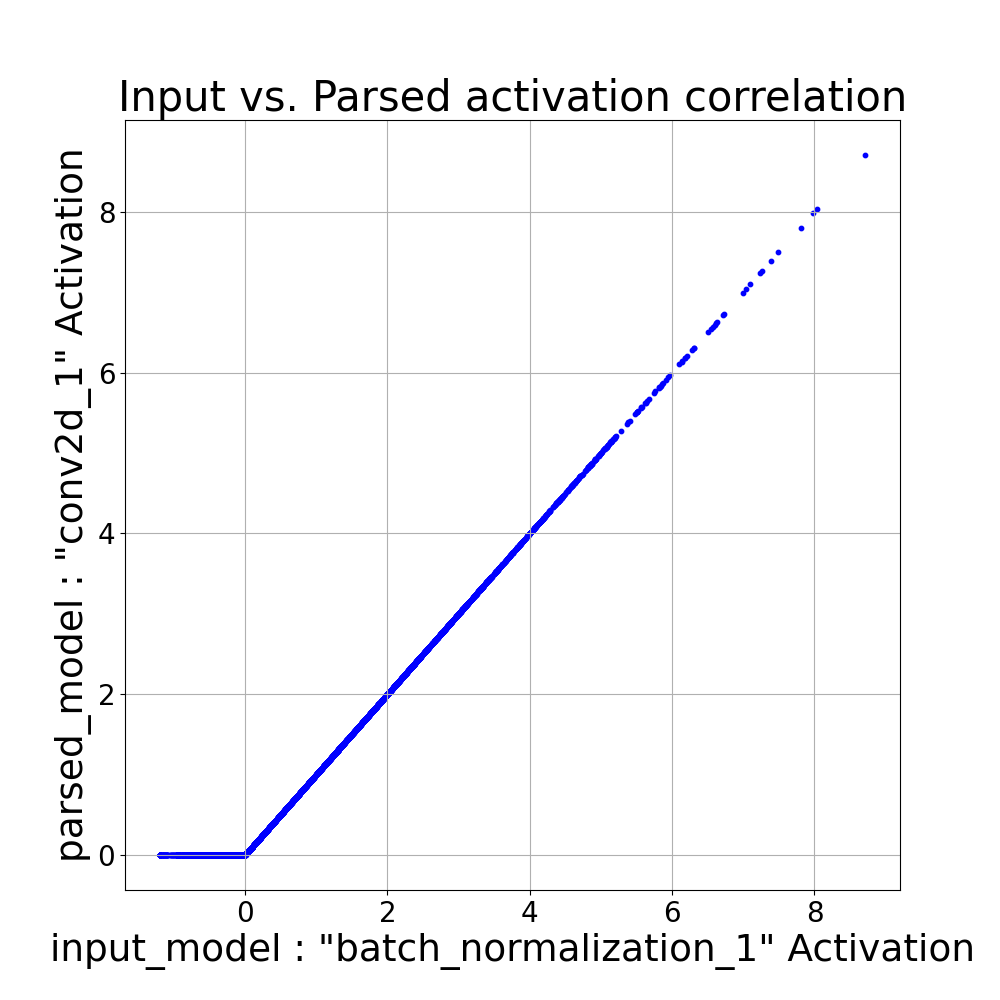 Input vs. Parsed activation correlation
parsed_model : "conv2d_1" Activation
8
6
4
2
0
0 2 4 6 8
input_model : "batch_normalization_1" Activation